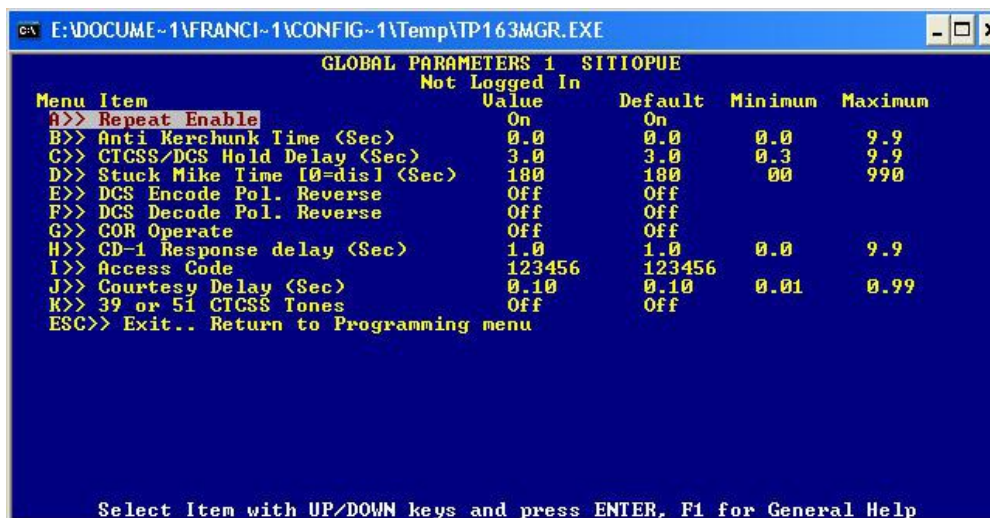 E:\DOCUME~1\FRANCI~1\CONFIG~1\Temp\TP163MGR.EXE
GLOBAL PARAMETERS 1 SITIOPUE
Not Logged In
Menu Item Value Default Minimum Maximum
A>> Repeat Enable On On
B>> Anti Kerchunk Time (Sec) 0.0 0.0 0.0 9.9
C>> CTCSS/DCS Hold Delay (Sec) 3.0 3.0 0.3 9.9
D>> Stuck Mike Time [0=dis] (Sec) 180 180 00 990
E>> DCS Encode Pol. Reverse Off Off
F>> DCS Decode Pol. Reverse Off Off
G>> COR Operate Off Off
H>> CD-1 Response delay (Sec) 1.0 1.0 0.0 9.9
I>> Access Code 123456 123456
J>> Courtesy Delay (Sec) 0.10 0.10 0.01 0.99
K>> 39 or 51 CTCSS Tones Off Off
ESC>> Exit.. Return to Programming menu
Select Item with UP/DOWN keys and press ENTER, F1 for General Help